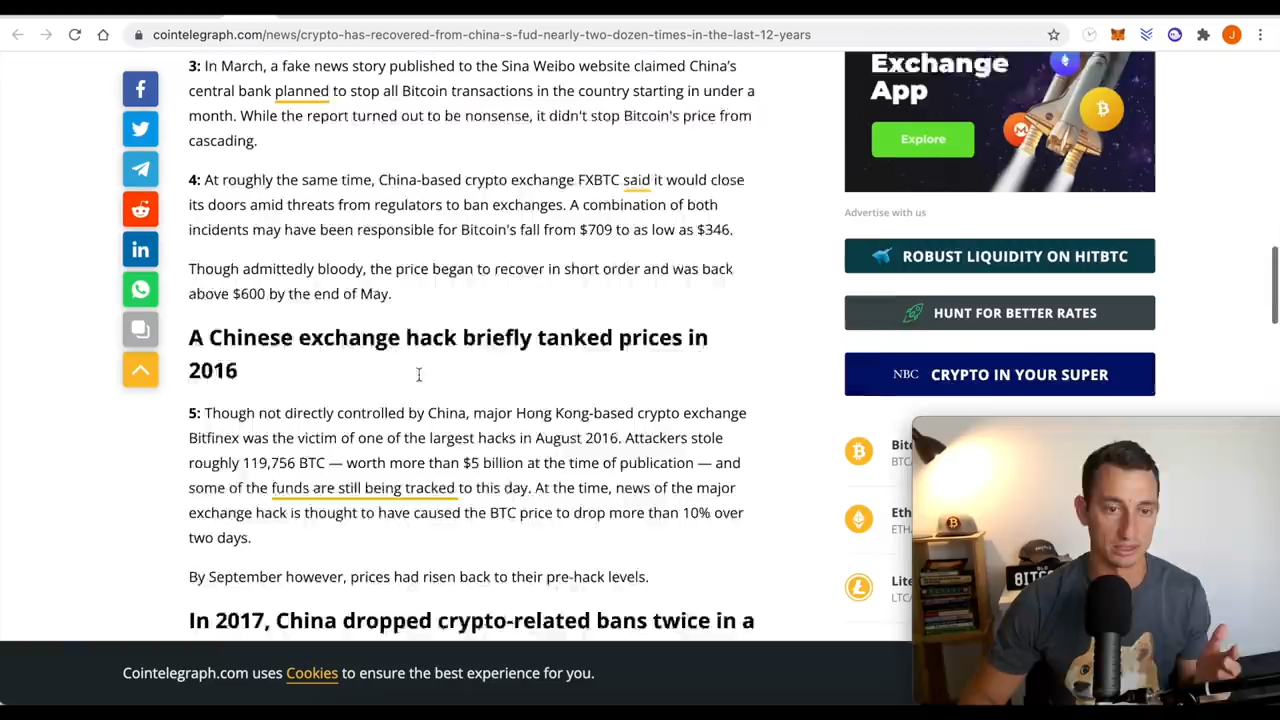 cointelegraph.com/news/crypto-has-recovered-from-china-s-fud-nearly-two-dozen-times-in-the-last-12-years
J
3: In March, a fake news story published to the Sina Weibo website claimed China's
central bank planned to stop all Bitcoin transactions in the country starting in under a
month. While the report turned out to be nonsense, it didn't stop Bitcoin's price from
cascading.
4: At roughly the same time, China-based crypto exchange FXBTC said it would close
its doors amid threats from regulators to ban exchanges. A combination of both
incidents may have been responsible for Bitcoin's fall from $709 to as low as $346.
Though admittedly bloody, the price began to recover in short order and was back
above $600 by the end of May.
A Chinese exchange hack briefly tanked prices in
2016
5: Though not directly controlled by China, major Hong Kong-based crypto exchange
Bitfinex was the victim of one of the largest hacks in August 2016. Attackers stole
roughly 119,756 BTC — worth more than $5 billion at the time of publication — and
some of the funds are still being tracked to this day. At the time, news of the major
exchange hack is thought to have caused the BTC price to drop more than 10% over
two days.
By September however, prices had risen back to their pre-hack levels.
In 2017, China dropped crypto-related bans twice in a
Cointelegraph.com uses Cookies to ensure the best experience for you.
Exchange
App
Explore
Advertise with us
ROBUST LIQUIDITY ON HITBTC
HUNT FOR BETTER RATES
NBC CRYPTO IN YOUR SUPER
Bit
BTC
Eth
ETH
Lite
LTC